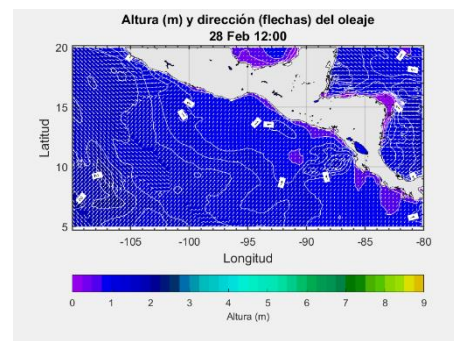 Altura (m) y dirección (flechas) del oleaje
28 Feb 12:00
Latitud
20
15
10
5
-105 -100 -95 -90 -85 -80
Longitud
0 1 2 3 4 5 6 7 8 9
Altura (m)